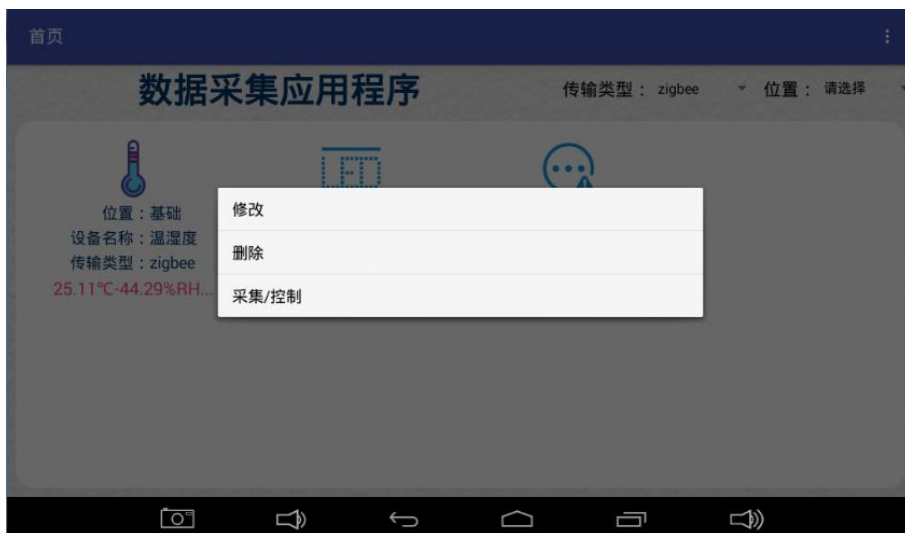 首页
数据采集应用程序 传输类型： zigbee 位置： 请选择
LED
位置：基础
设备名称：温湿度
传输类型：zigbee
25.11℃-44.29%RH...
修改
删除
采集/控制